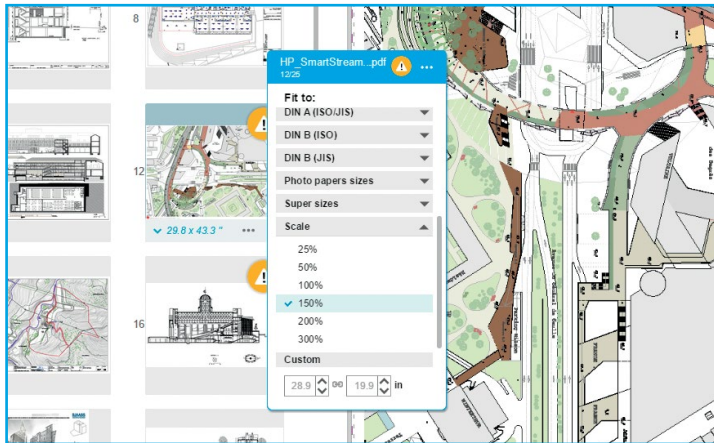 8
HP_SmartStream...pdf
12/25
Fit to:
DIN A (ISO/JIS)
DIN B (ISO)
12
DIN B (JIS)
Photo papers sizes
Super sizes
29.8 x 43.3 "
Scale
25%
50%
100%
150%
16
200%
300%
Custom
28.9
19.9
in